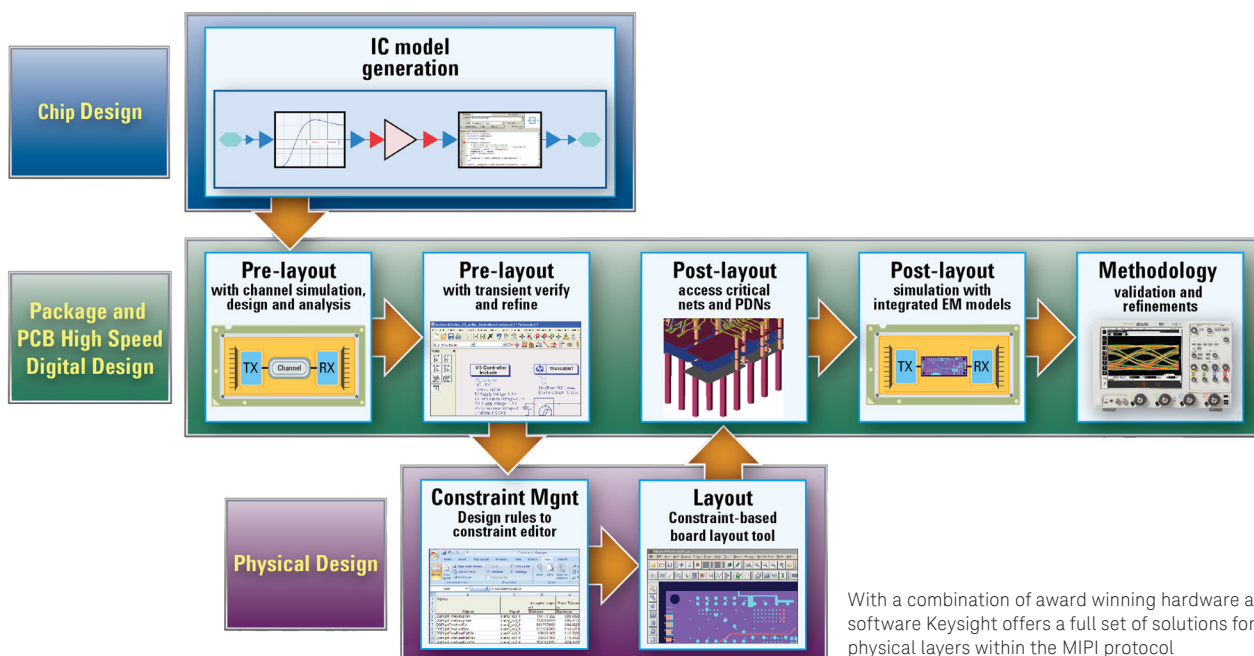 IC model
generation
Chip Design
Pre-layout
with channel simulation,
design and analysis
TX
Channel
RX
Pre-layout
with transient verify
and refine
TRANSIENT
Post-layout
access critical
nets and PDNs
Post-layout
simulation with
integrated EM models
TX
RX
Methodology
validation and
refinements
Package and
PCB High Speed
Digital Design
Constraint Mgnt
Design rules to
constraint editor
Layout
Constraint-based
board layout tool
Physical Design
With a combination of award winning hardware a
software Keysight offers a full set of solutions for
physical layers within the MIPI protocol